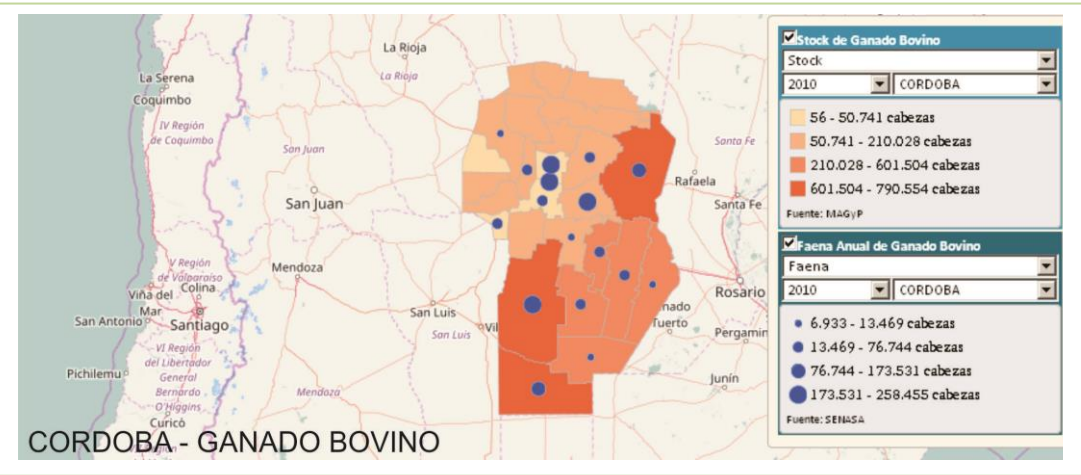 La Rioja
La Rioja
La Serena
Coquimbo
IV Región
de Coquimbo
San Juan
San Juan
Santa Fe
Rafaela
Santa Fe
V Región
de Valparaíso
Colina
Viña del
Mar
San Antonio
Santiago
Mendoza
San Luis
San Luis
Rosario
Pergamin
VI Región
del Libertador
General
Bernardo
O'Higgins
Pichilemu
Curicó
Mendoza
Junín
nado
Tuerto
CORDOBA - GANADO BOVINO
Stock de Ganado Bovino
Stock
2010 CORDOBA
56 - 50.741 cabezas
50.741 - 210.028 cabezas
210.028 - 601.504 cabezas
601.504 - 790.554 cabezas
Fuente: MAGyP
Faena Anual de Ganado Bovino
Faena
2010 CORDOBA
6.933 - 13.469 cabezas
13.469 - 76.744 cabezas
76.744 - 173.531 cabezas
173.531 - 258.455 cabezas
Fuente: SENASA